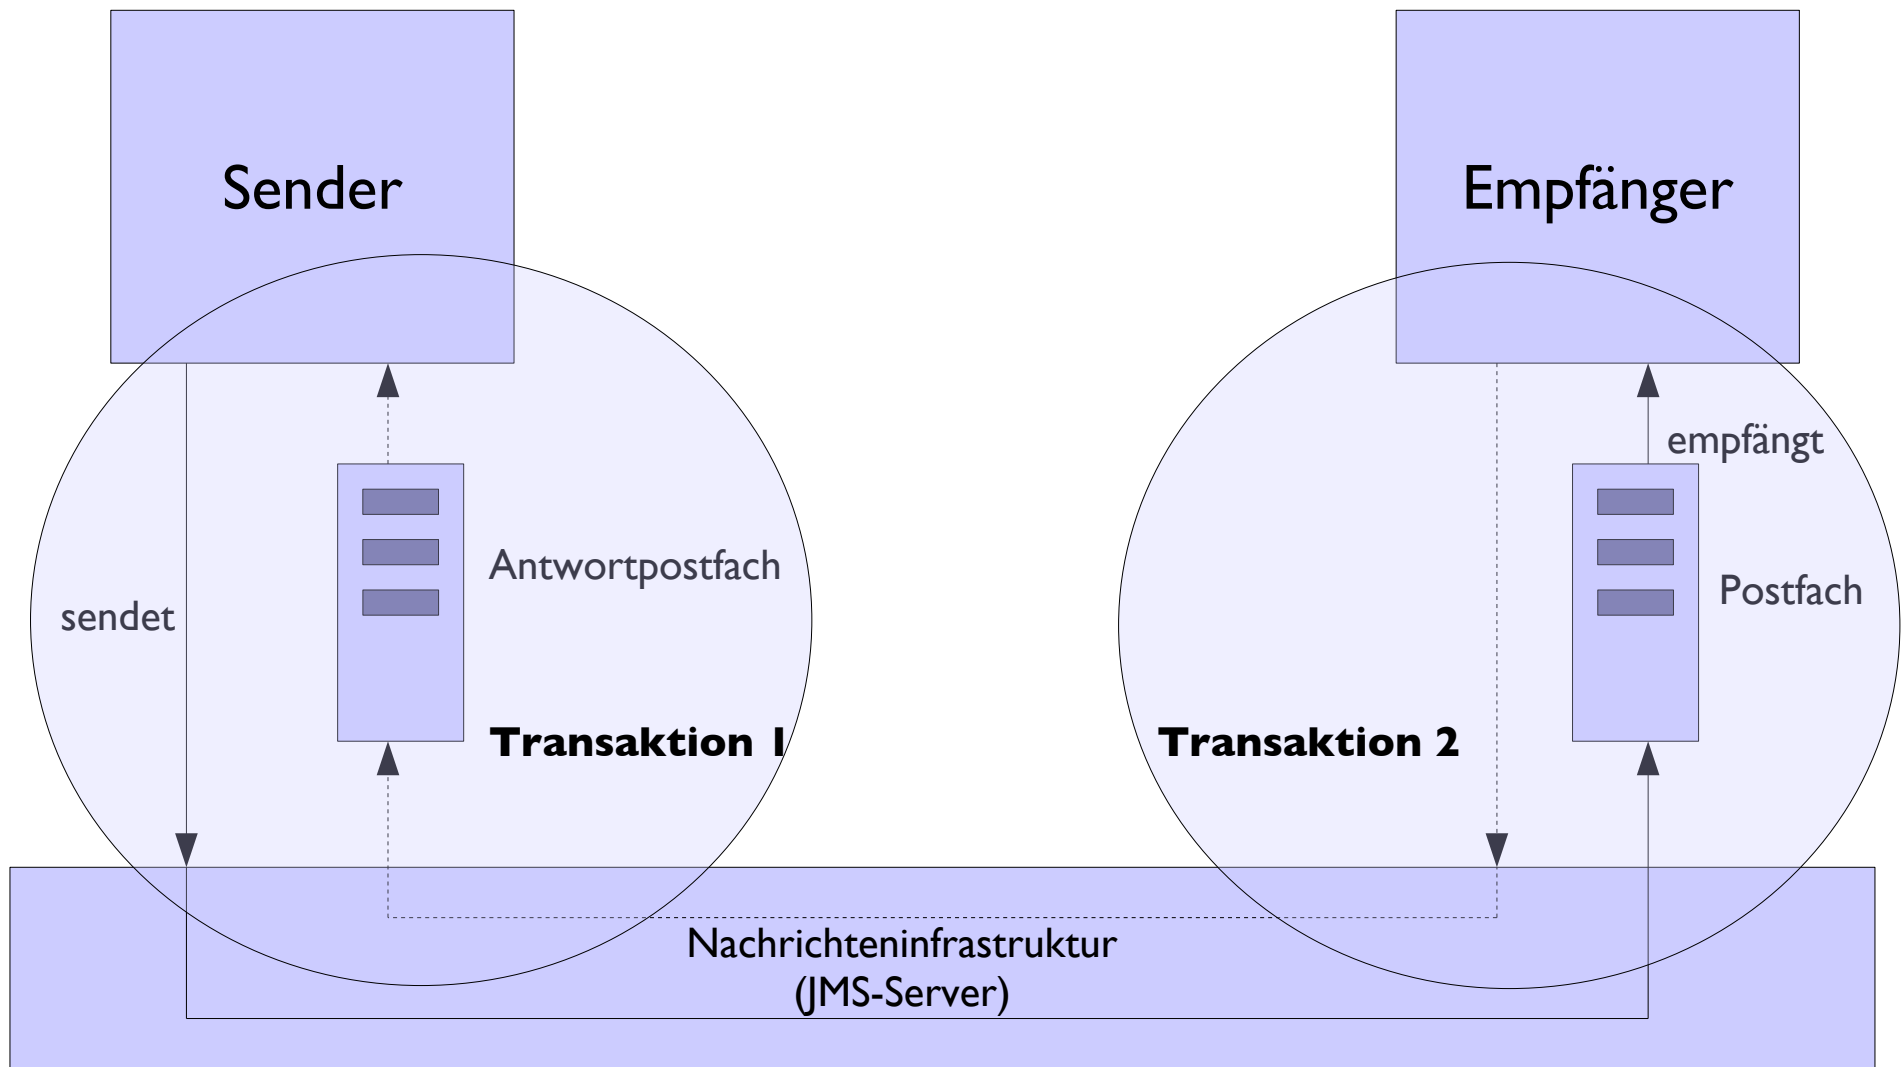 Sender
Empfänger
empfängt
Antwortpostfach
Postfach
sendet
Transaktion 1
Transaktion 2
Nachrichteninfrastruktur
(JMS-Server)